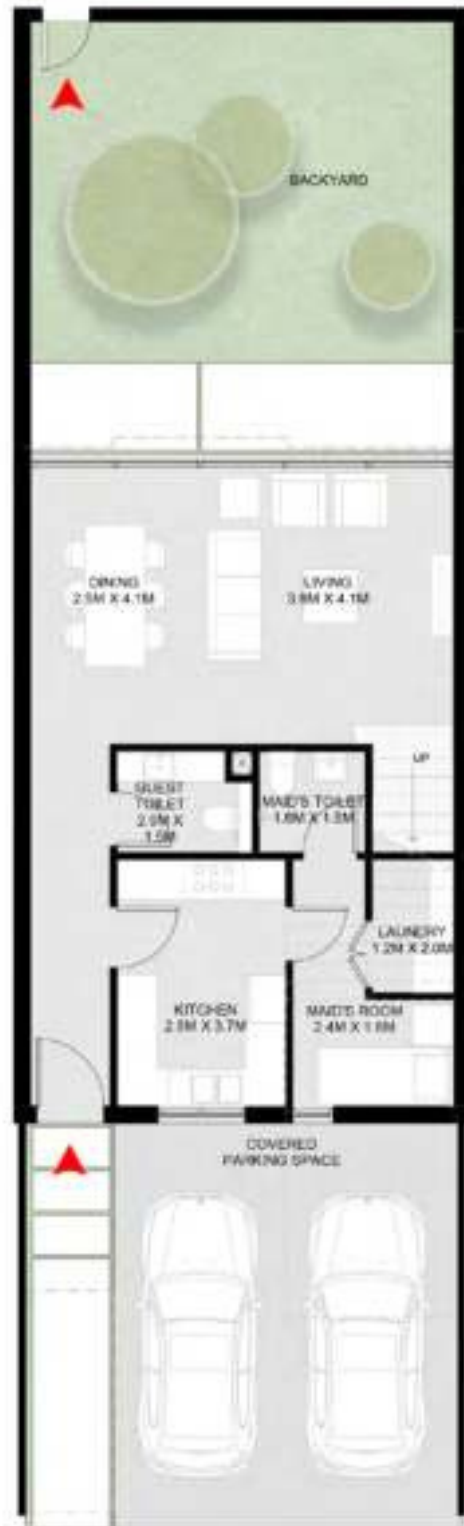 BACKYARD
DINING
2.5M X 4.1M
LIVING
3.8M X 4.1M
UP
GUEST
TOILET
2.0M X
1.5M
MAID'S TOILET
1.6M X 1.5M
LAUNDRY
1.2M X 2.0M
KITCHEN
2.5M X 3.7M
MAID'S ROOM
2.4M X 1.8M
COVERED
PARKING SPACE